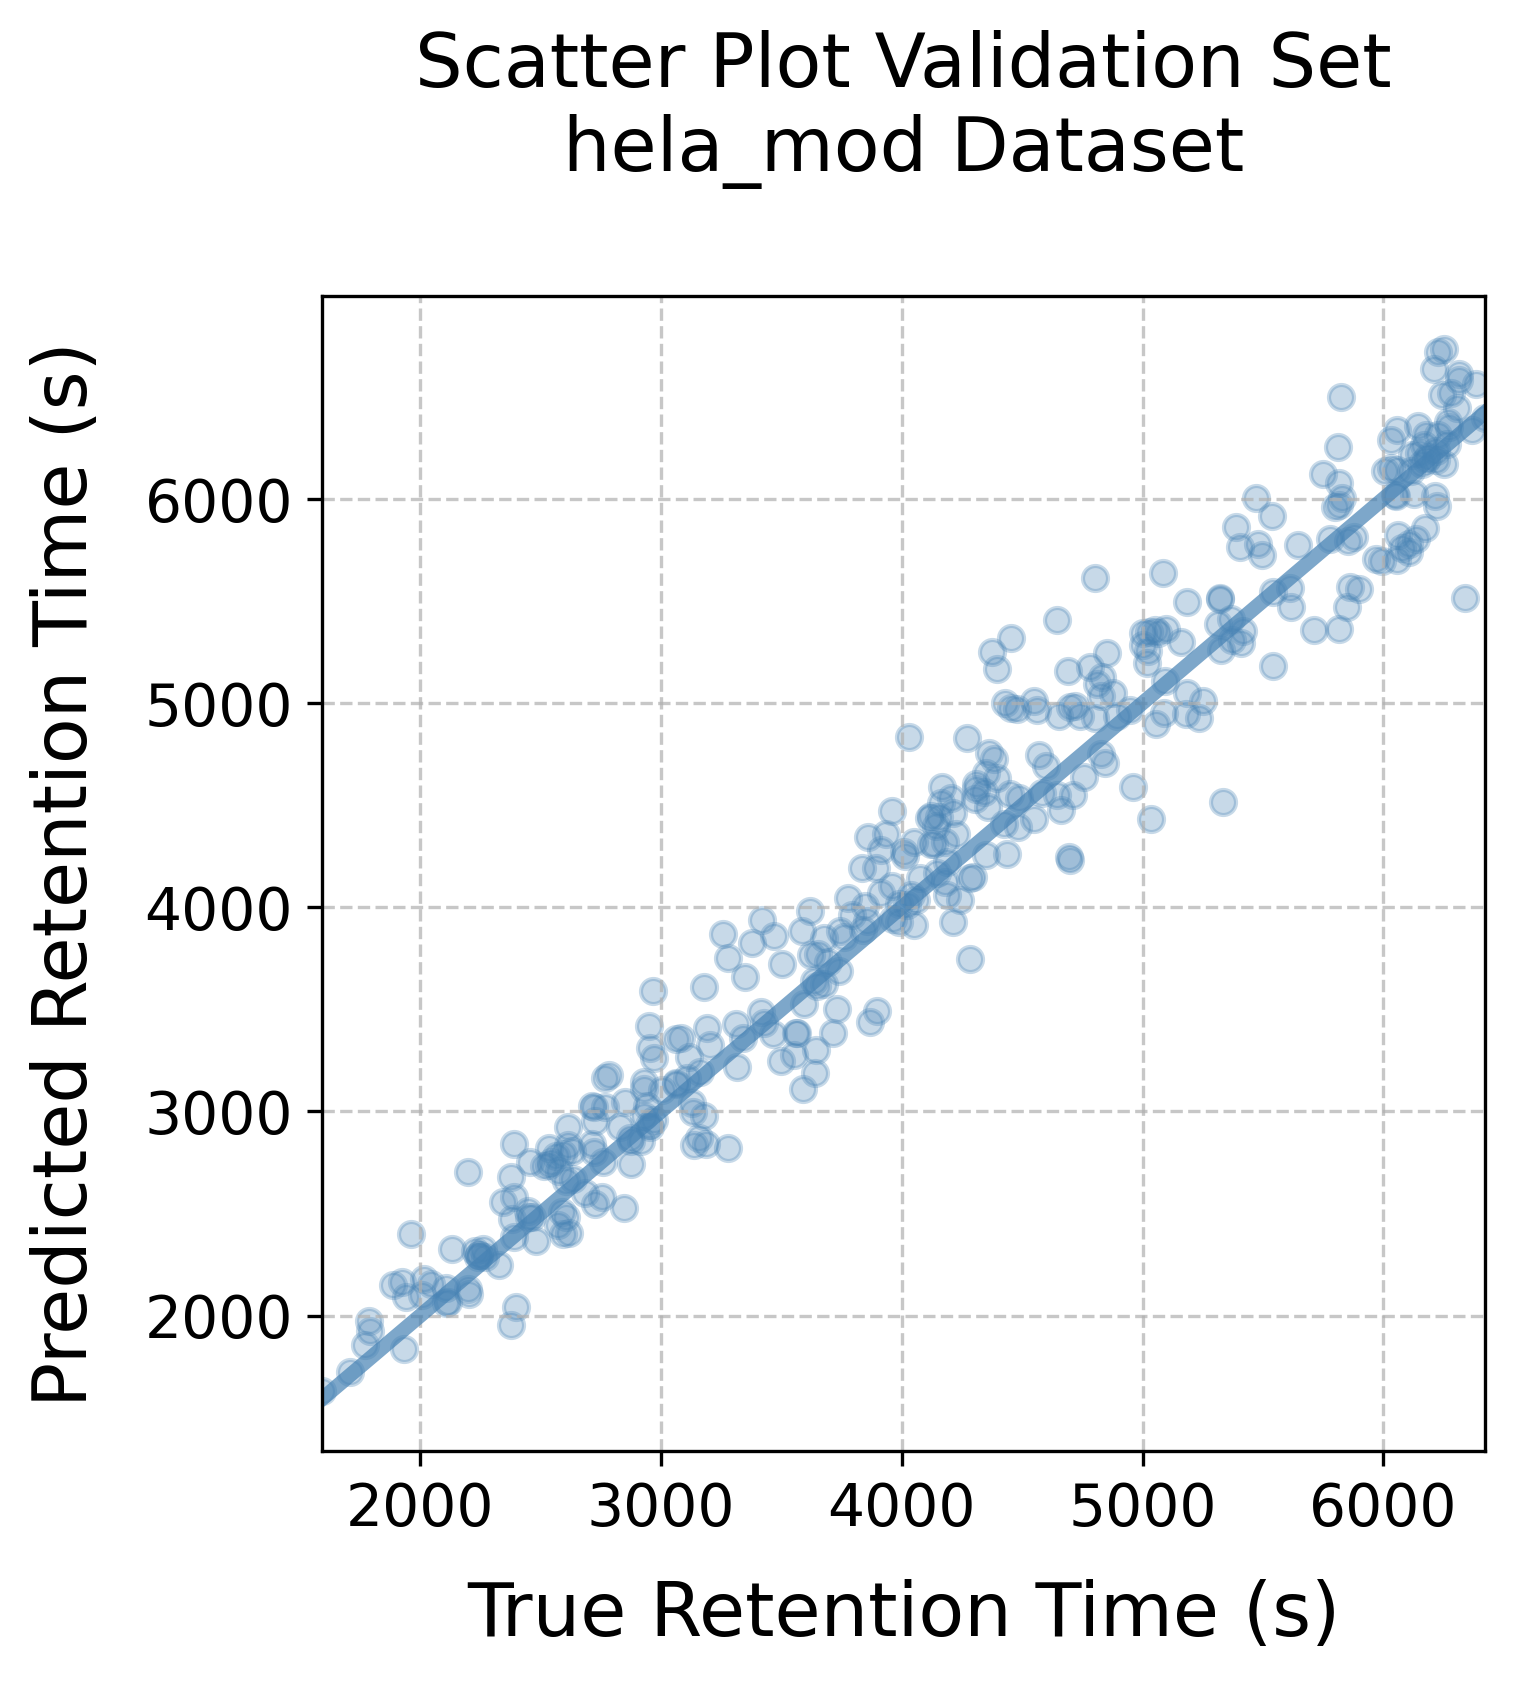 Scatter Plot Validation Set
hela_mod Dataset
Predicted Retention Time (s)
6000
5000
4000
3000
2000
2000 3000 4000 5000 6000
True Retention Time (s)